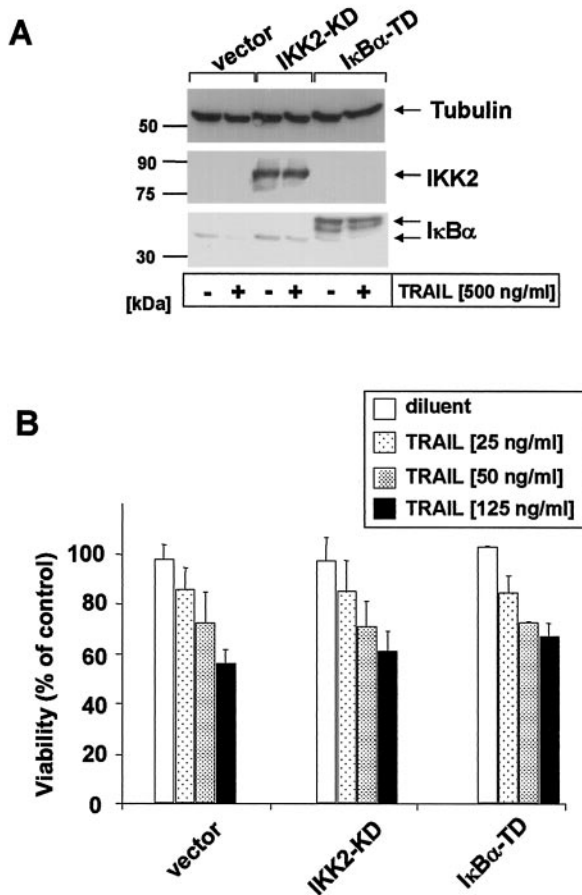 A
vector
IKK2-KD
IκBα-TD
50
Tubulin
90
75
IKK2
30
IκBα
[kDa]
- + - + - + TRAIL [500 ng/ml]
B
diluent
TRAIL [25 ng/ml]
TRAIL [50 ng/ml]
TRAIL [125 ng/ml]
Viability (% of control)
100
80
60
40
20
0
vector
IKK2-KD
IκBα-TD